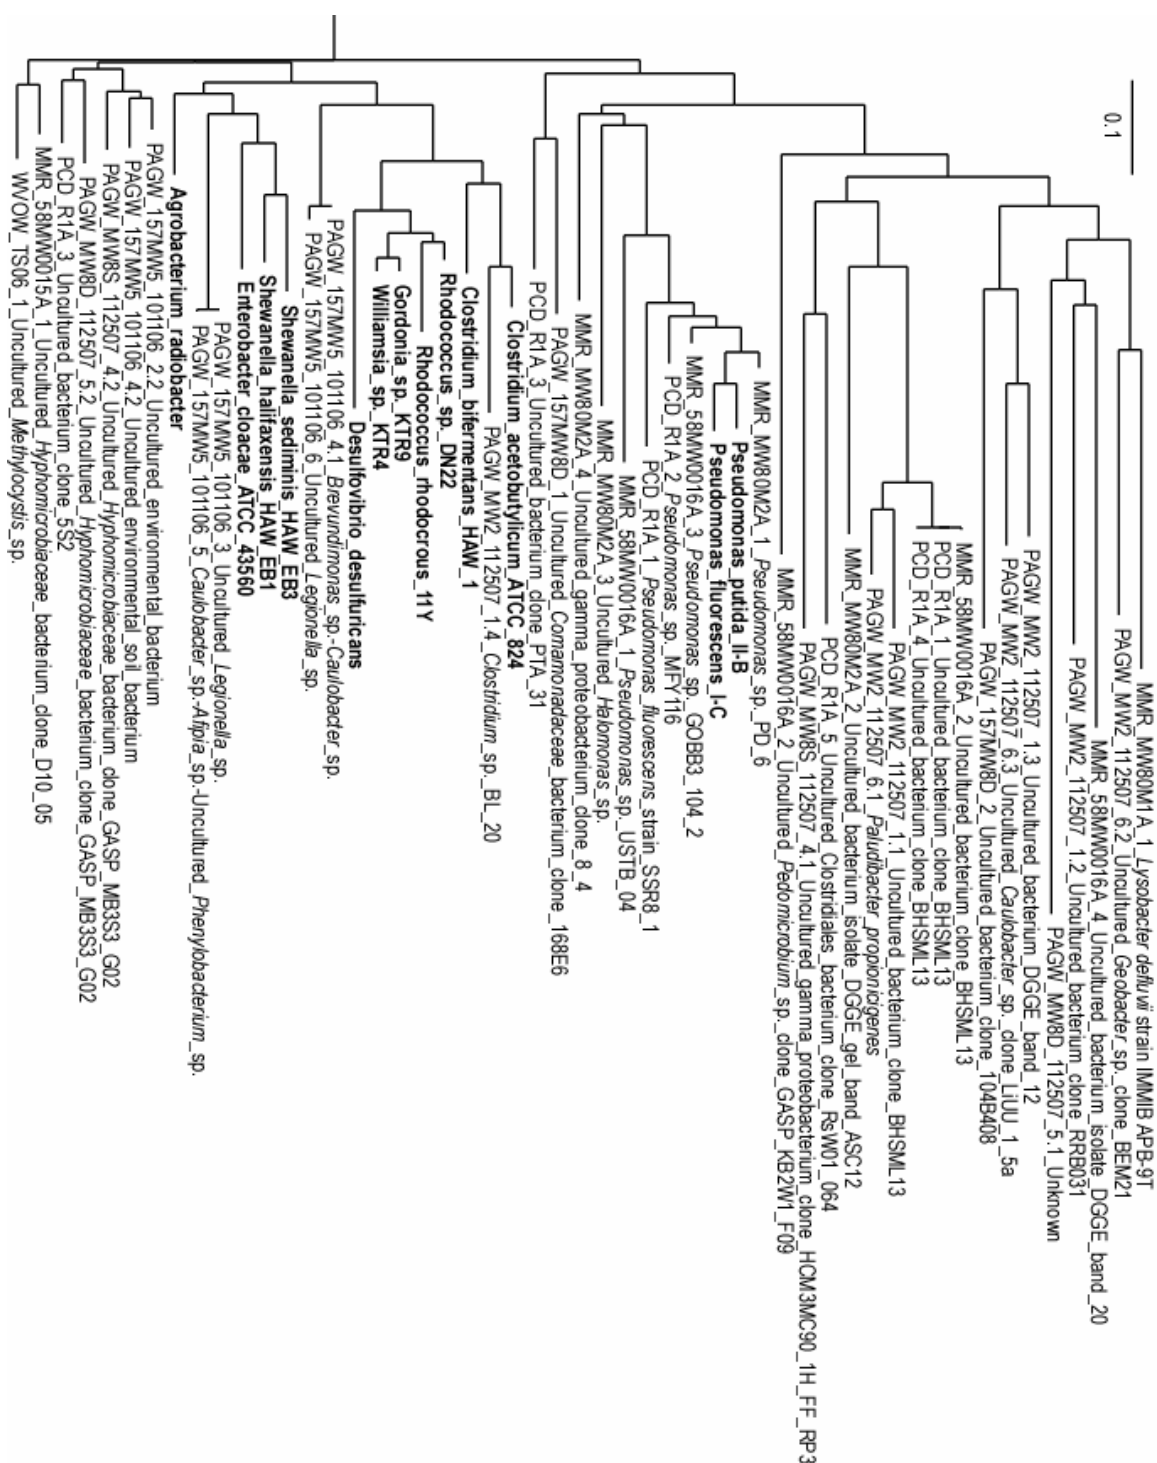 0.1
MMR_MW80M1A_1_Lysobacter defluvii strain IMMIB APB-9T
PAGW_MW2_112507_6.2_Uncultured_Geobacter_sp._clone_BEM21
MMR_58MW0016A_4_Uncultured_bacterium_isolate_DGGE_band_20
PAGW_MW2_112507_1.2_Uncultured_bacterium_clone_RRB031
PAGW_MW8D_112507_5.1_Unknown
PAGW_MW2_112507_1.3_Uncultured_bacterium_DGGE_band_12
PAGW_MW2_112507_6.3_Uncultured_Caulobacter_sp._clone_LiUU_1_5a
PAGW_157MW8D_2_Uncultured_bacterium_clone_104B408
MMR_58MW0016A_2_Uncultured_bacterium_clone_BHSML13
PCD_R1A_1_Uncultured_bacterium_clone_BHSML13
PCD_R1A_4_Uncultured_bacterium_clone_BHSML13
PAGW_MW2_112507_1.1_Uncultured_bacterium_clone_BHSML13
PAGW_MW2_112507_6.1_Paludibacter_propionicigenes
MMR_MW80M2A_2_Uncultured_bacterium_isolate_DGGE_gel_band_ASC12
PCD_R1A_5_Uncultured_Clostridiales_bacterium_clone_RsW01_064
PAGW_MW8S_112507_4.1_Uncultured_gamma_proteobacterium_clone_HCM3MC90_1H_FF_RP3
MMR_58MW0016A_2_Uncultured_Pedomicrobium_sp._clone_GASP_KB2W1_F09
MMR_MW80M2A_1_Pseudomonas_sp._PD_6
Pseudomonas_putida_II-B
Pseudomonas_fluorescens_I-C
MMR_58MW0016A_3_Pseudomonas_sp._GOBB3_104_2
PCD_R1A_2_Pseudomonas_sp._MFY116
PCD_R1A_1_Pseudomonas_fluorescens_strain_SSR8_1
MMR_58MW0016A_1_Pseudomonas_sp._USTB_04
MMR_MW80M2A_3_Uncultured_Halomonas_sp.
MMR_MW80M2A_4_Uncultured_gamma_proteobacterium_clone_8_4
PAGW_157MW8D_1_Uncultured_Comamonadaceae_bacterium_clone_168E6
PCD_R1A_3_Uncultured_bacterium_clone_PTA_31
Clostridium_acetobutylicum_ATCC_824
PAGW_MW2_112507_1.4_Clostridium_sp._BL_20
Clostridium_bifermentans_HAW_1
Rhodococcus_sp._DN22
Rhodococcus_rhodocrous_11Y
Gordonia_sp._KTR9
Williamsia_sp._KTR4
Desulfovibrio_desulfuricans
PAGW_157MW5_101106_4.1_Brevundimonas_sp.-Caulobacter_sp.
PAGW_157MW5_101106_6_Uncultured_Legionella_sp.
Shewanella_sediminis_HAW_EB3
Shewanella_halifaxensis_HAW_EB1
Enterobacter_cloacae_ATCC_43560
PAGW_157MW5_101106_3_Uncultured_Legionella_sp.
PAGW_157MW5_101106_5_Caulobacter_sp.-Afipia_sp.-Uncultured_Phenylobacterium_sp.
Agrobacterium_radiobacter
PAGW_157MW5_101106_2.2_Uncultured_environmental_bacterium
PAGW_157MW5_101106_4.2_Uncultured_environmental_soil_bacterium
PAGW_MW8S_112507_4.2_Uncultured_Hyphomicrobiaceae_bacterium_clone_GASP_MB3S3_G02
PAGW_MW8D_112507_5.2_Uncultured_Hyphomicrobiaceae_bacterium_clone_GASP_MB3S3_G02
PCD_R1A_3_Uncultured_bacterium_clone_5S2
MMR_58MW0015A_1_Uncultured_Hyphomicrobiaceae_bacterium_clone_D10_05
WVOW_TS06_1_Uncultured_Methylocystis_sp.